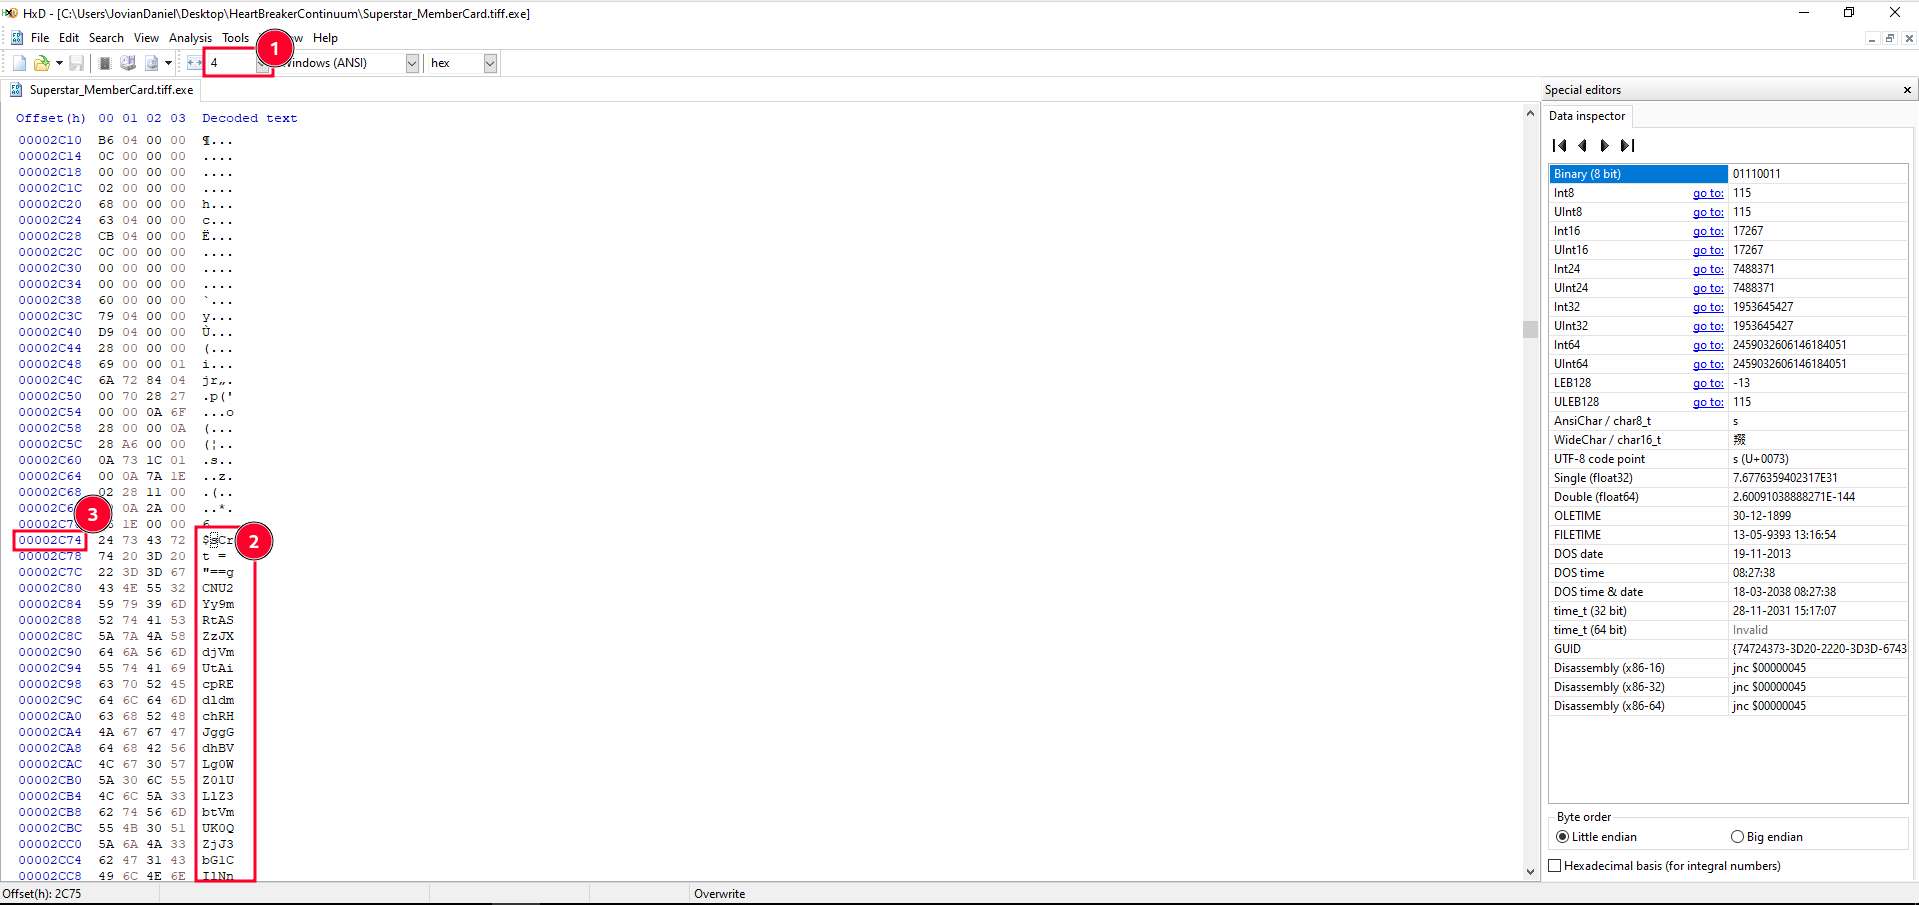 HxD - [C:\Users\JovianDaniel\Desktop\HeartBreakerContinuum\Superstar_MemberCard.tiff.exe]
File Edit Search View Analysis Tools w Help
4 Windows (ANSI) hex
1
Superstar_MemberCard.tiff.exe
Offset(h) 00 01 02 03 Decoded text
00002C10 B6 04 00 00 ¶...
00002C14 0C 00 00 00 ....
00002C18 00 00 00 00 ....
00002C1C 02 00 00 00 ....
00002C20 68 00 00 00 h...
00002C24 63 04 00 00 c...
00002C28 CB 04 00 00 Ë...
00002C2C 0C 00 00 00 ....
00002C30 00 00 00 00 ....
00002C34 00 00 00 00 ....
00002C38 60 00 00 00 `...
00002C3C 79 04 00 00 y...
00002C40 D9 04 00 00 Ù...
00002C44 28 00 00 00 (...
00002C48 69 00 00 01 i...
00002C4C 6A 72 84 04 jr„.
00002C50 00 70 28 27 .p('
00002C54 00 00 0A 6F ...o
00002C58 28 00 00 0A (...
00002C5C 28 A6 00 00 (¦..
00002C60 0A 73 1C 01 .s..
00002C64 00 0A 7A 1E ..z.
00002C68 02 28 11 00 .(..
00002C6 0A 2A 00 ..*.
00002C7 1E 00 00 6
3
00002C74 24 73 43 72 $sCr
2
00002C78 74 20 3D 20 t =
00002C7C 22 3D 3D 67 "==g
00002C80 43 4E 55 32 CNU2
00002C84 59 79 39 6D Yy9m
00002C88 52 74 41 53 RtAS
00002C8C 5A 7A 4A 58 ZzJX
00002C90 64 6A 56 6D djVm
00002C94 55 74 41 69 UtAi
00002C98 63 70 52 45 cpRE
00002C9C 64 6C 64 6D dldm
00002CA0 63 68 52 48 chRH
00002CA4 4A 67 67 47 JggG
00002CA8 64 68 42 56 dhBV
00002CAC 4C 67 30 57 Lg0W
00002CB0 5A 30 6C 55 Z0lU
00002CB4 4C 6C 5A 33 LlZ3
00002CB8 62 74 56 6D btVm
00002CBC 55 4B 30 51 UK0Q
00002CC0 5A 6A 4A 33 ZjJ3
00002CC4 62 47 31 43 bG1C
00002CC8 49 6C 4E 6E IlNn
Special editors
Data inspector
Binary (8 bit) 01110011
Int8 go to: 115
UInt8 go to: 115
Int16 go to: 17267
UInt16 go to: 17267
Int24 go to: 7488371
UInt24 go to: 7488371
Int32 go to: 1953645427
UInt32 go to: 1953645427
Int64 go to: 2459032606146184051
UInt64 go to: 2459032606146184051
LEB128 go to: -13
ULEB128 go to: 115
AnsiChar / char8_t s
WideChar / char16_t
UTF-8 code point s (U+0073)
Single (float32) 7.6776359402317E31
Double (float64) 2.60091038888271E-144
OLETIME 30-12-1899
FILETIME 13-05-9393 13:16:54
DOS date 19-11-2013
DOS time 08:27:38
DOS time & date 18-03-2038 08:27:38
time_t (32 bit) 28-11-2031 15:17:07
time_t (64 bit) Invalid
GUID {74724373-3D20-2220-3D3D-6743
Disassembly (x86-16) jnc $00000045
Disassembly (x86-32) jnc $00000045
Disassembly (x86-64) jnc $00000045
Byte order
Little endian Big endian
Hexadecimal basis (for integral numbers)
Offset(h): 2C75 Overwrite